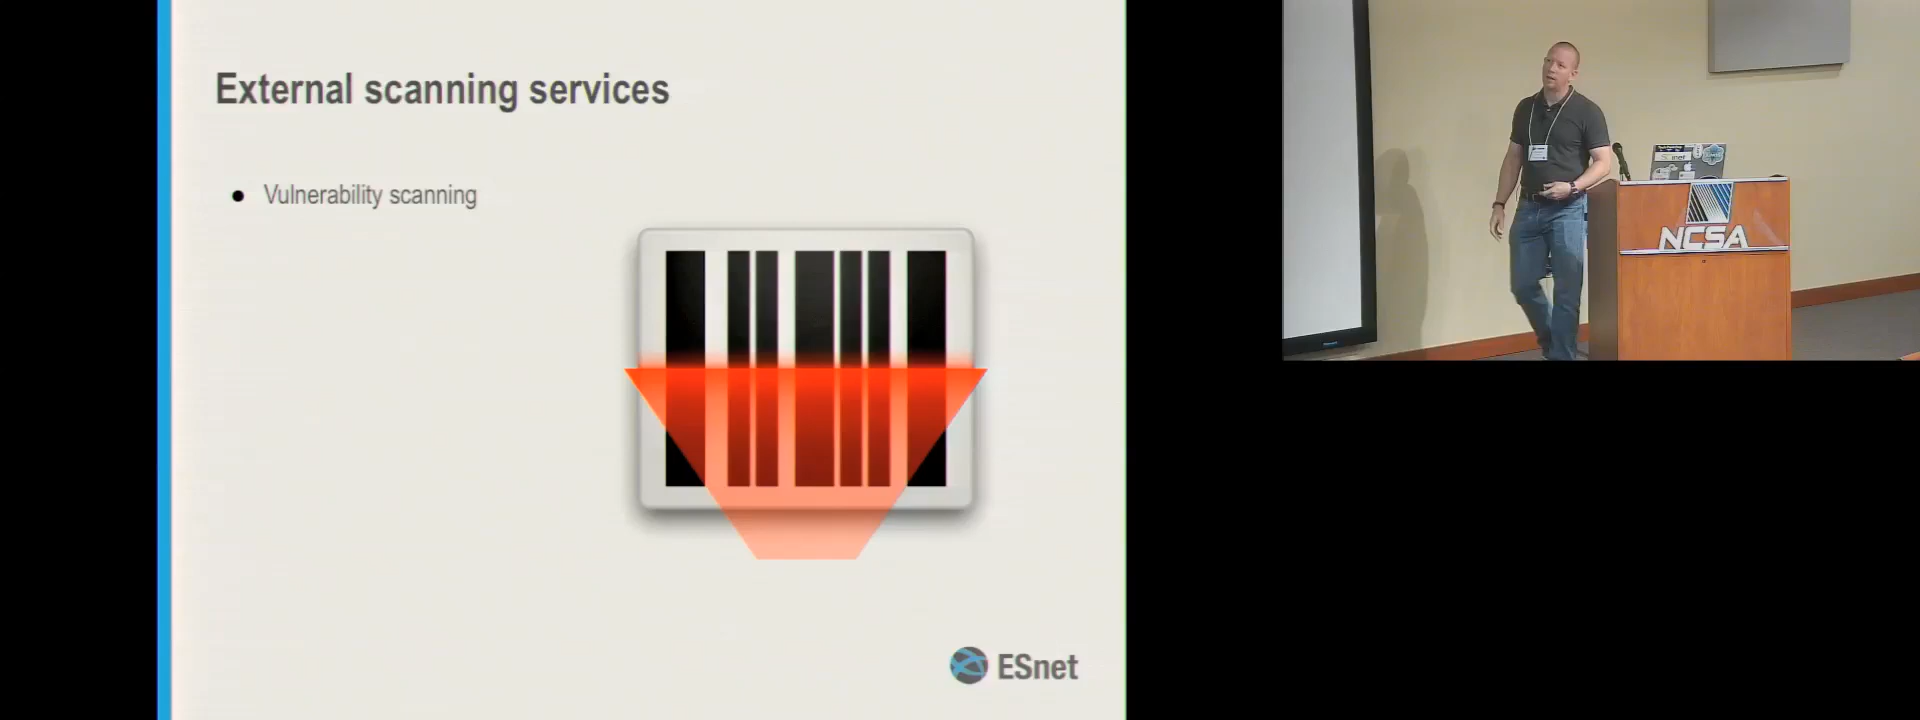 External scanning services
● Vulnerability scanning
ESnet
NCSA